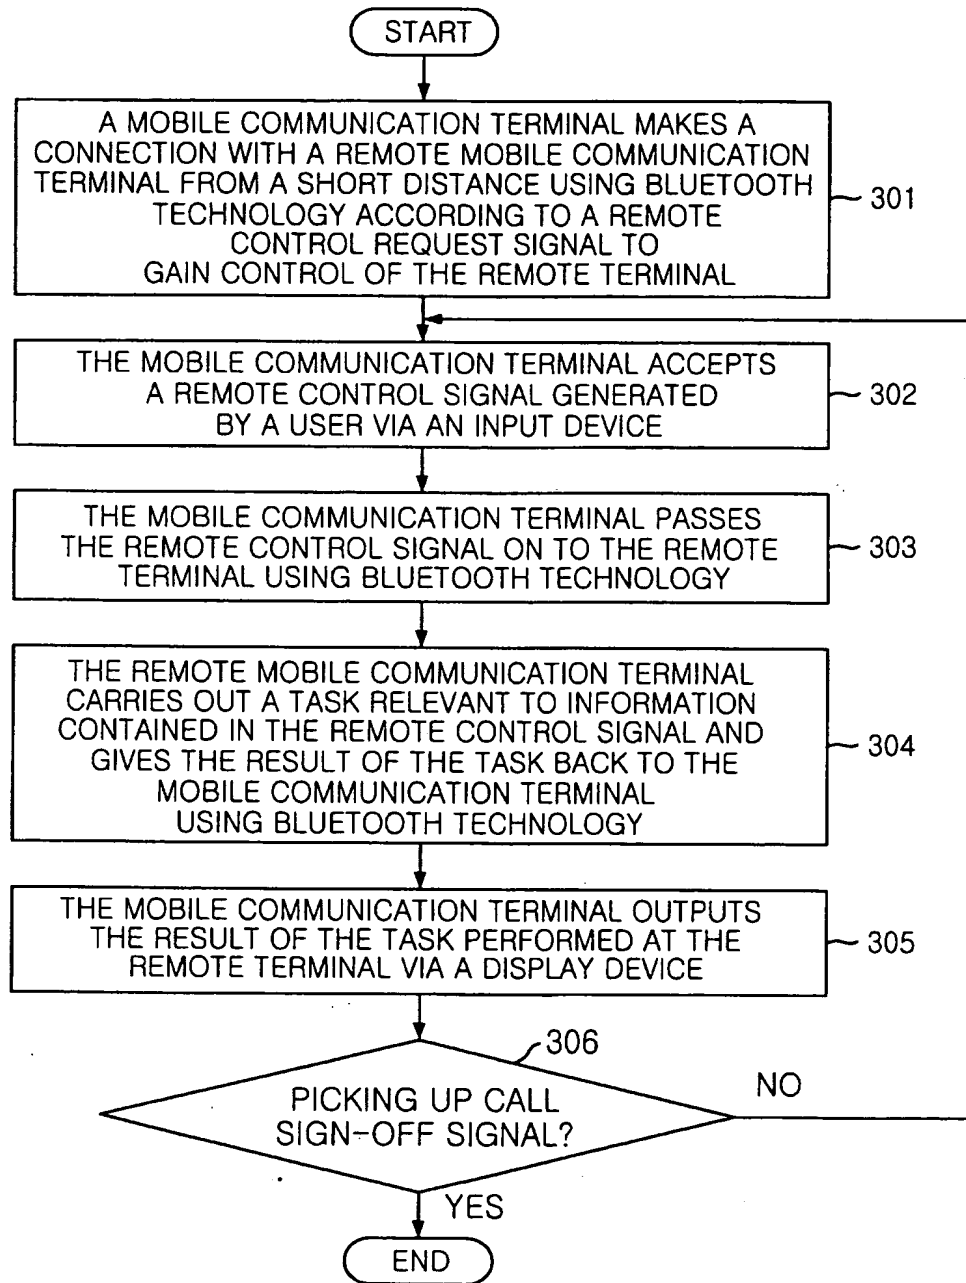 START
A MOBILE COMMUNICATION TERMINAL MAKES A
CONNECTION WITH A REMOTE MOBILE COMMUNICATION
TERMINAL FROM A SHORT DISTANCE USING BLUETOOTH
TECHNOLOGY ACCORDING TO A REMOTE
CONTROL REQUEST SIGNAL TO
GAIN CONTROL OF THE REMOTE TERMINAL
301
THE MOBILE COMMUNICATION TERMINAL ACCEPTS
A REMOTE CONTROL SIGNAL GENERATED
BY A USER VIA AN INPUT DEVICE
302
THE MOBILE COMMUNICATION TERMINAL PASSES
THE REMOTE CONTROL SIGNAL ON TO THE REMOTE
TERMINAL USING BLUETOOTH TECHNOLOGY
303
THE REMOTE MOBILE COMMUNICATION TERMINAL
CARRIES OUT A TASK RELEVANT TO INFORMATION
CONTAINED IN THE REMOTE CONTROL SIGNAL AND
GIVES THE RESULT OF THE TASK BACK TO THE
MOBILE COMMUNICATION TERMINAL
USING BLUETOOTH TECHNOLOGY
304
THE MOBILE COMMUNICATION TERMINAL OUTPUTS
THE RESULT OF THE TASK PERFORMED AT THE
REMOTE TERMINAL VIA A DISPLAY DEVICE
305
306
PICKING UP CALL
SIGN-OFF SIGNAL?
NO
YES
END